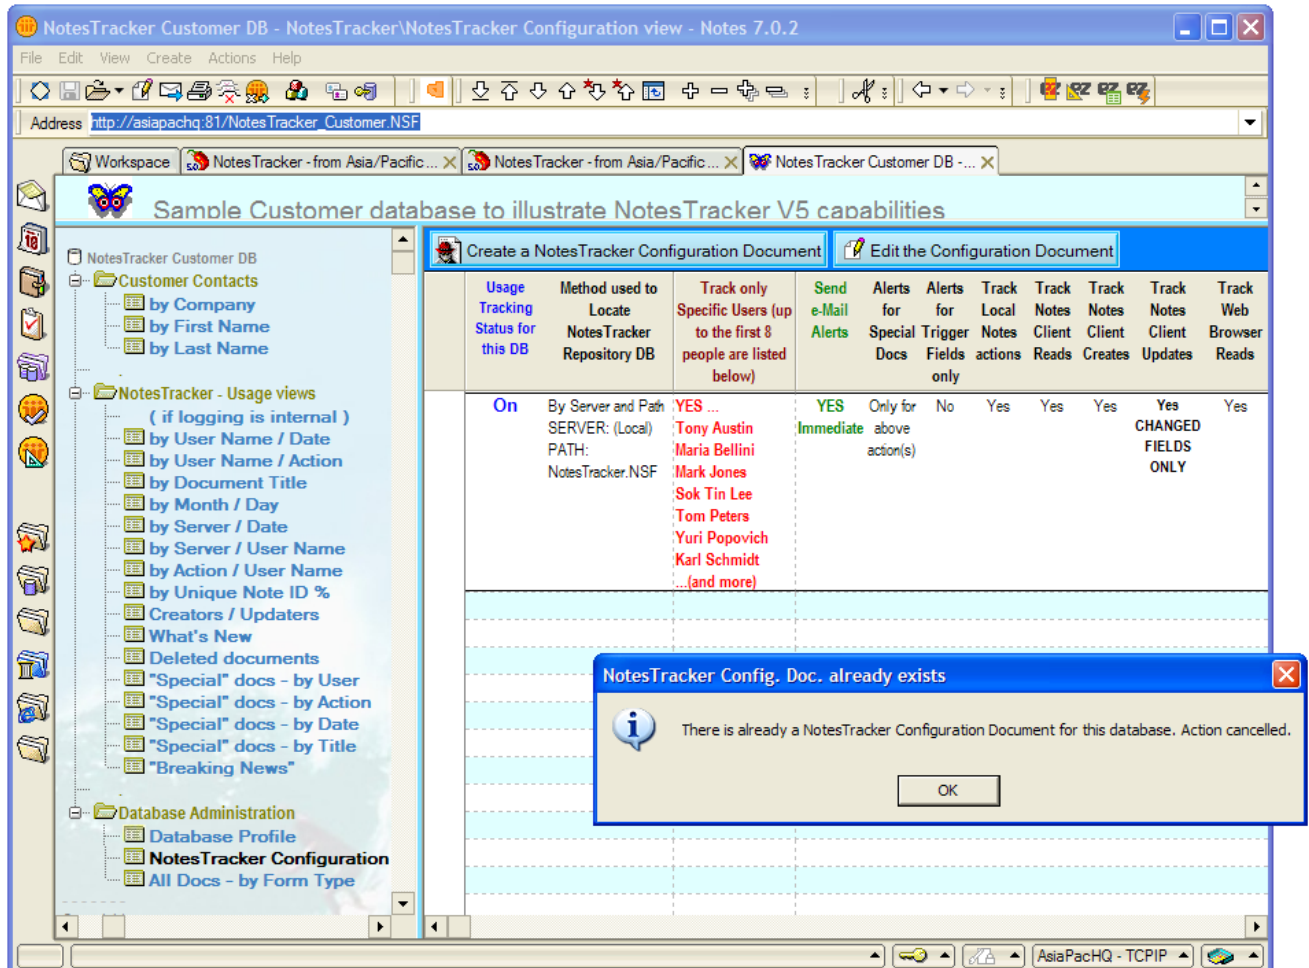 NotesTracker Customer DB - NotesTracker\NotesTracker Configuration view - Notes 7.0.2
File Edit View Create Actions Help
Address http://asiapachq:81/NotesTracker_Customer.NSF
Workspace NotesTracker - from Asia/Pacific ... NotesTracker - from Asia/Pacific ... NotesTracker Customer DB -...
Sample Customer database to illustrate NotesTracker V5 capabilities
NotesTracker Customer DB
Customer Contacts
by Company
by First Name
by Last Name
NotesTracker - Usage views
( if logging is internal )
by User Name / Date
by User Name / Action
by Document Title
by Month / Day
by Server / Date
by Server / User Name
by Action / User Name
by Unique Note ID %
Creators / Updaters
What's New
Deleted documents
"Special" docs - by User
"Special" docs - by Action
"Special" docs - by Date
"Special" docs - by Title
"Breaking News"
Database Administration
Database Profile
NotesTracker Configuration
All Docs - by Form Type
Create a NotesTracker Configuration Document Edit the Configuration Document
Usage
Tracking
Status for
this DB
Method used to
Locate
NotesTracker
Repository DB
Track only
Specific Users (up
to the first 8
people are listed
below)
Send
e-Mail
Alerts
Alerts
for
Special
Docs
Alerts
for
Trigger
Fields
only
Track
Local
Notes
actions
Track
Notes
Client
Reads
Track
Notes
Client
Creates
Track
Notes
Client
Updates
Track
Web
Browser
Reads
On
By Server and Path
SERVER: (Local)
PATH:
NotesTracker.NSF
YES ...
Tony Austin
Maria Bellini
Mark Jones
Sok Tin Lee
Tom Peters
Yuri Popovich
Karl Schmidt
...(and more)
YES
Immediate
Only for
above
action(s)
No
Yes
Yes
Yes
Yes
CHANGED
FIELDS
ONLY
Yes
NotesTracker Config. Doc. already exists
There is already a NotesTracker Configuration Document for this database. Action cancelled.
OK
AsiaPacHQ - TCPIP